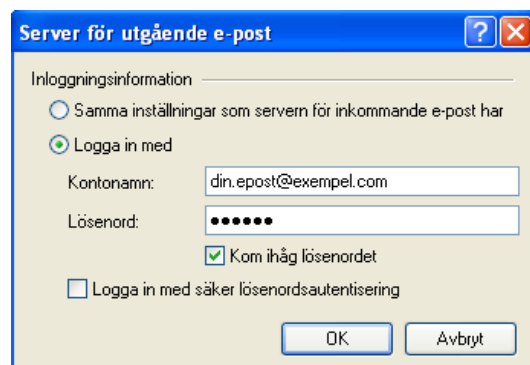 Server för utgående e-post
Inloggningsinformation
Samma inställningar som servern för inkommande e-post har
Logga in med
Kontonamn: din.epost@exempel.com
Lösenord: ●●●●●●
Kom ihåg lösenordet
Logga in med säker lösenordsautentisering
OK Avbryt